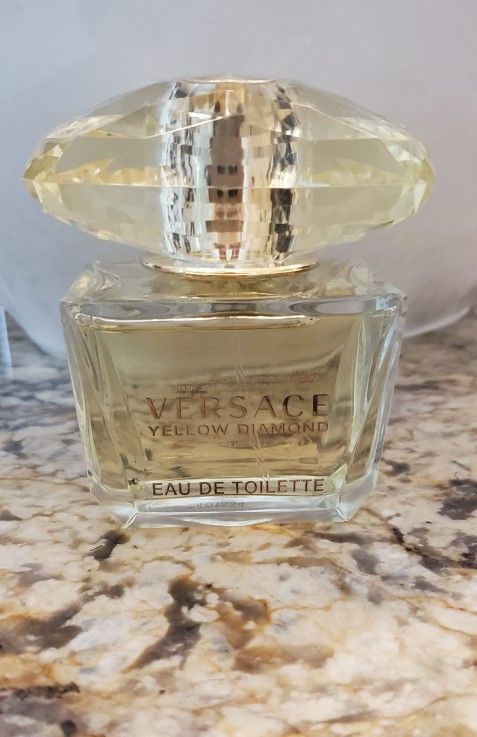 VERSACE
YELLOW DIAMOND
EAU DE TOILETTE